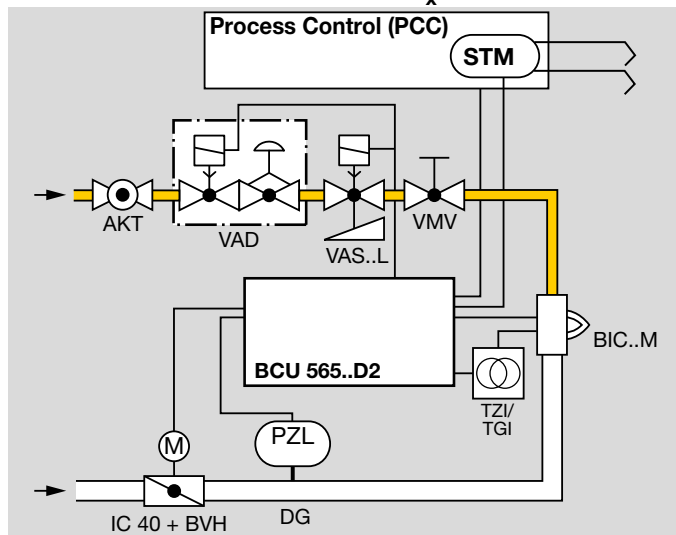 x
Process Control (PCC)
STM
AKT
VAD
VAS..L
VMV
BCU 565..D2
BIC..M
TZI/
TGI
PZL
M
IC 40 + BVH
DG